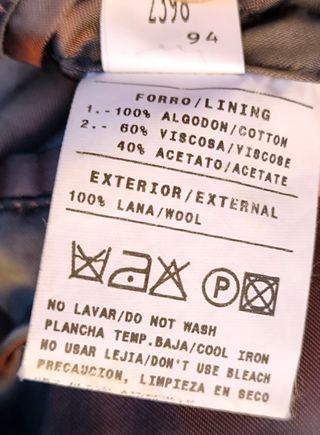 2398
94
FORRO/LINING
1.-100% ALGODON/COTTON
2.- 60% VISCOSA/VISCOSE
40% ACETATO/ACETATE
EXTERIOR/EXTERNAL
100% LANA/WOOL
P
NO LAVAR/DO NOT WASH
PLANCHA TEMP.BAJA/COOL IRON
NO USAR LEJIA/DON'T USE BLEACH
PRECAUCION, LIMPIEZA EN SECO